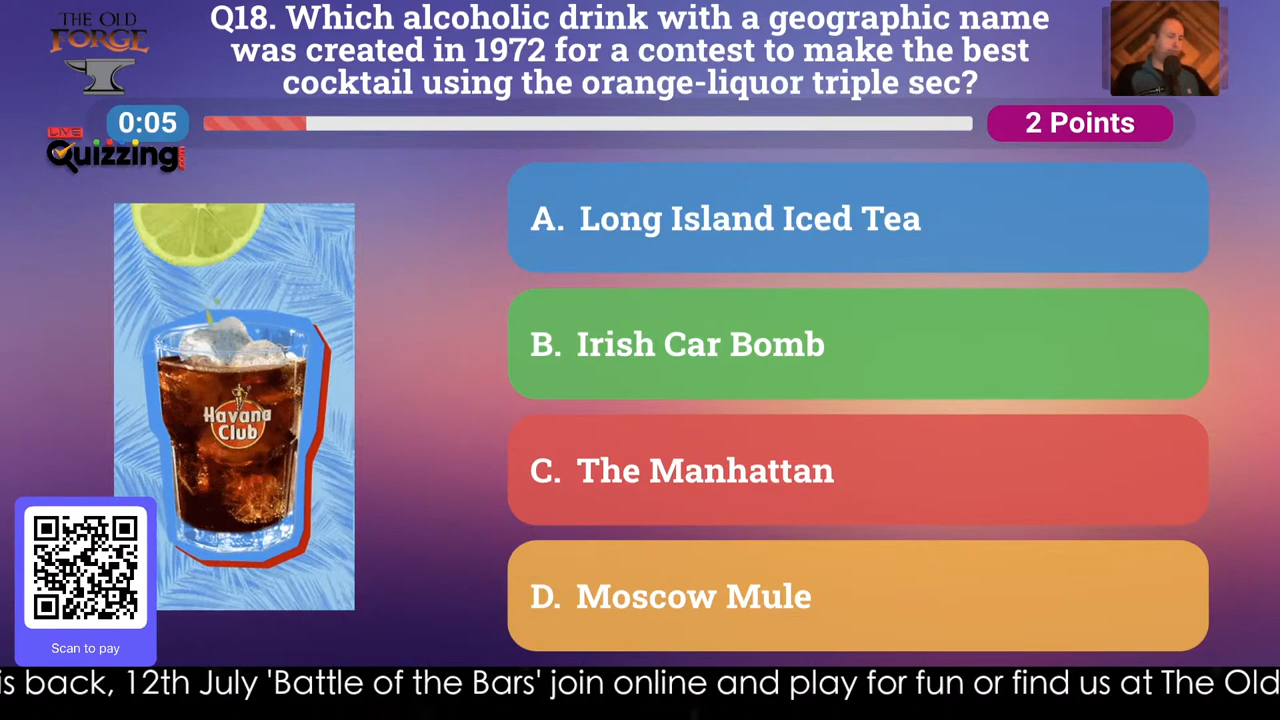 THE OLD
FORGE
Q18. Which alcoholic drink with a geographic name
was created in 1972 for a contest to make the best
cocktail using the orange-liquor triple sec?
0:05
2 Points
LIVE
Quizzing.com
A. Long Island Iced Tea
B. Irish Car Bomb
C. The Manhattan
D. Moscow Mule
Havana
Club
Scan to pay
is back, 12th July 'Battle of the Bars' join online and play for fun or find us at The Old